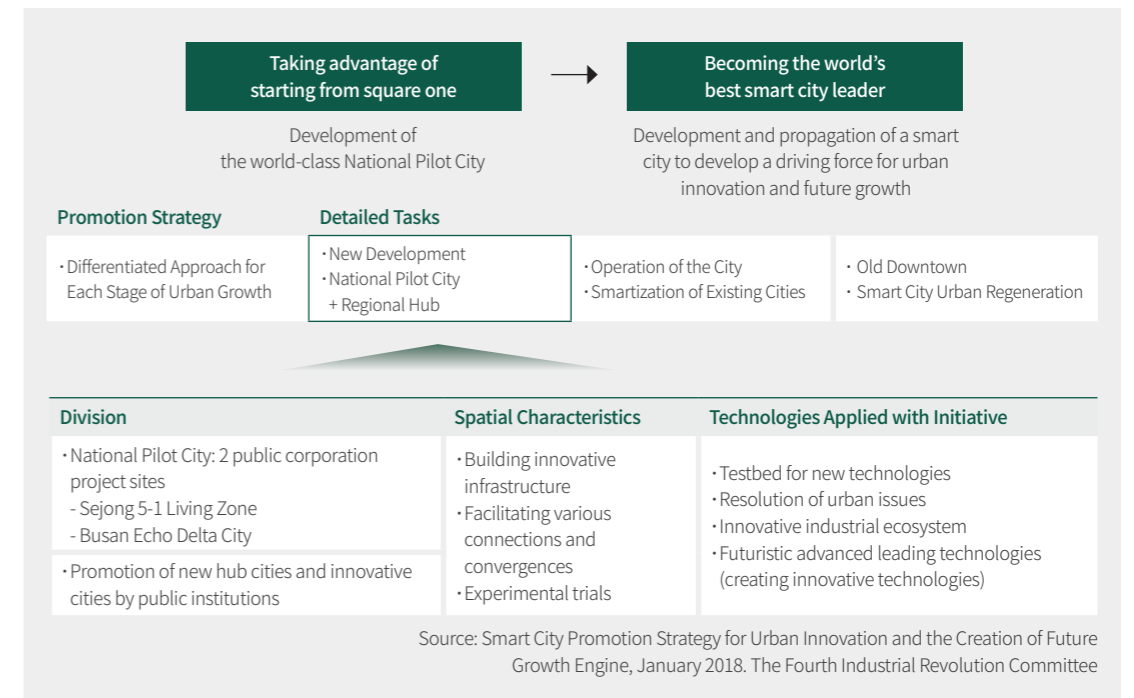 Taking advantage of
starting from square one
Becoming the world's
best smart city leader
Development of
the world-class National Pilot City
Development and propagation of a smart
city to develop a driving force for urban
innovation and future growth
Promotion Strategy
Detailed Tasks
·Differentiated Approach for
Each Stage of Urban Growth
·New Development
·National Pilot City
+ Regional Hub
·Operation of the City
·Smartization of Existing Cities
· Old Downtown
· Smart City Urban Regeneration
Division
Spatial Characteristics
Technologies Applied with Initiative
·National Pilot City: 2 public corporation
project sites
- Sejong 5-1 Living Zone
- Busan Echo Delta City
·Promotion of new hub cities and innovative
cities by public institutions
·Building innovative
infrastructure
·Facilitating various
connections and
convergences
·Experimental trials
·Testbed for new technologies
·Resolution of urban issues
·Innovative industrial ecosystem
·Futuristic advanced leading technologies
(creating innovative technologies)
Source: Smart City Promotion Strategy for Urban Innovation and the Creation of Future
Growth Engine, January 2018. The Fourth Industrial Revolution Committee